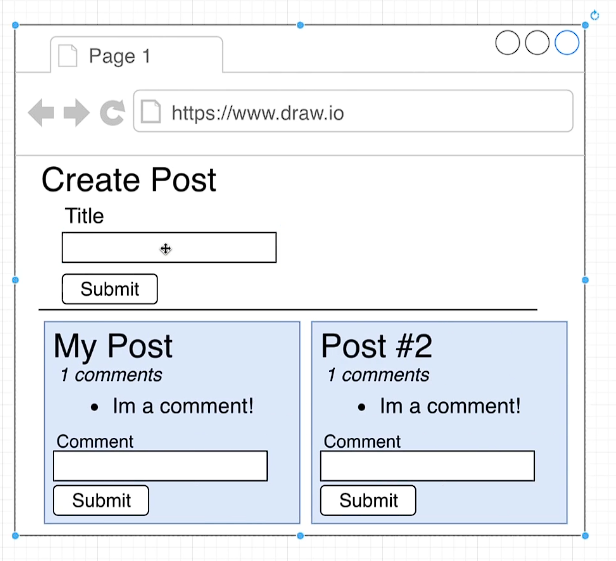 Page 1
https://www.draw.io
Create Post
Title
Submit
My Post
1 comments
• Im a comment!
Comment
Submit
Post #2
1 comments
• Im a comment!
Comment
Submit